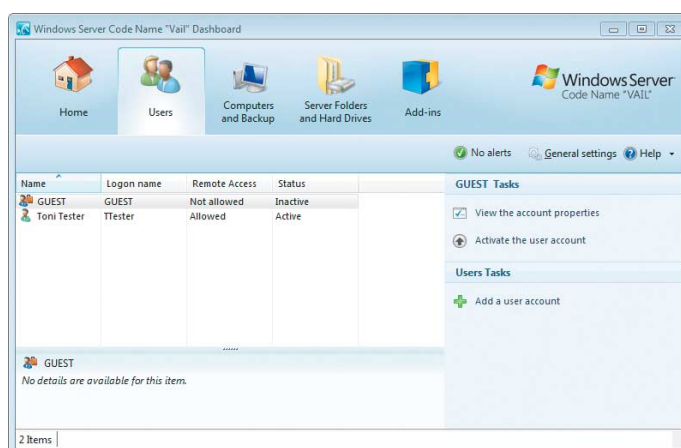 Windows Server Code Name "Vail" Dashboard
Home
Users
Computers
and Backup
Server Folders
and Hard Drives
Add-ins
Windows Server
Code Name "VAIL"
No alerts
General settings
Help
Name Logon name Remote Access Status
GUEST GUEST Not allowed Inactive
Toni Tester TTester Allowed Active
GUEST Tasks
View the account properties
Activate the user account
Users Tasks
Add a user account
GUEST
No details are available for this item.
2 Items